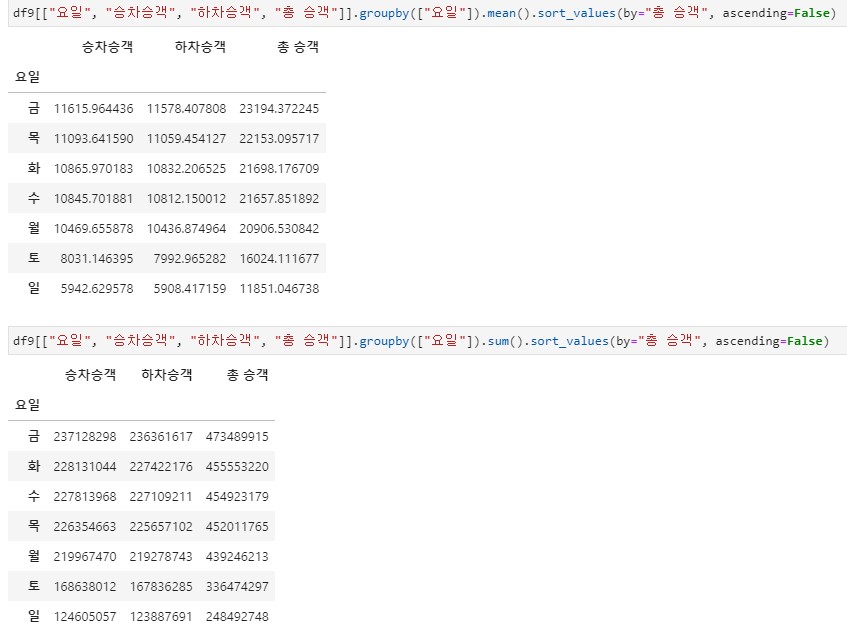 df9[["요일", "승차승객", "하차승객", "총 승객"]].groupby(["요일"]).mean().sort_values(by="총 승객", ascending=False)
승차승객 하차승객 총 승객
요일
금 11615.964436 11578.407808 23194.372245
목 11093.641590 11059.454127 22153.095717
화 10865.970183 10832.206525 21698.176709
수 10845.701881 10812.150012 21657.851892
월 10469.655878 10436.874964 20906.530842
토 8031.146395 7992.965282 16024.111677
일 5942.629578 5908.417159 11851.046738
df9[["요일", "승차승객", "하차승객", "총 승객"]].groupby(["요일"]).sum().sort_values(by="총 승객", ascending=False)
승차승객 하차승객 총 승객
요일
금 237128298 236361617 473489915
화 228131044 227422176 455553220
수 227813968 227109211 454923179
목 226354663 225657102 452011765
월 219967470 219278743 439246213
토 168638012 167836285 336474297
일 124605057 123887691 248492748